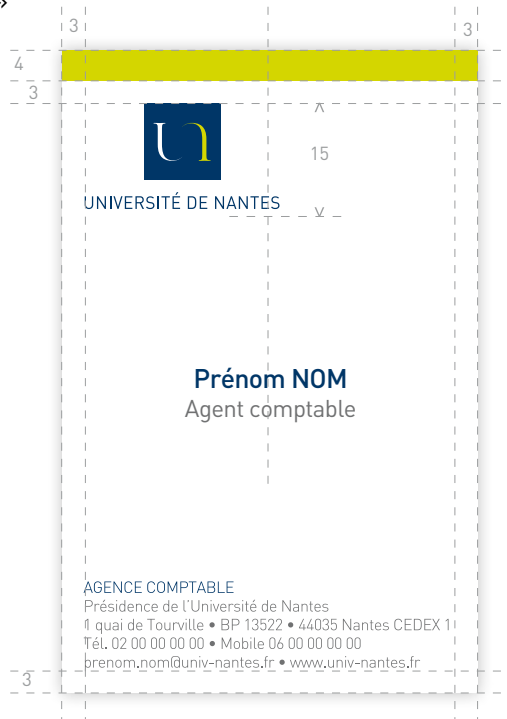 »
3
3
4
3
15
UNIVERSITÉ DE NANTES
Prénom NOM
Agent comptable
AGENCE COMPTABLE
Présidence de l'Université de Nantes
1 quai de Tourville • BP 13522 • 44035 Nantes CEDEX 1
Tél. 02 00 00 00 00 • Mobile 06 00 00 00 00
prenom.nom@univ-nantes.fr • www.univ-nantes.fr
3